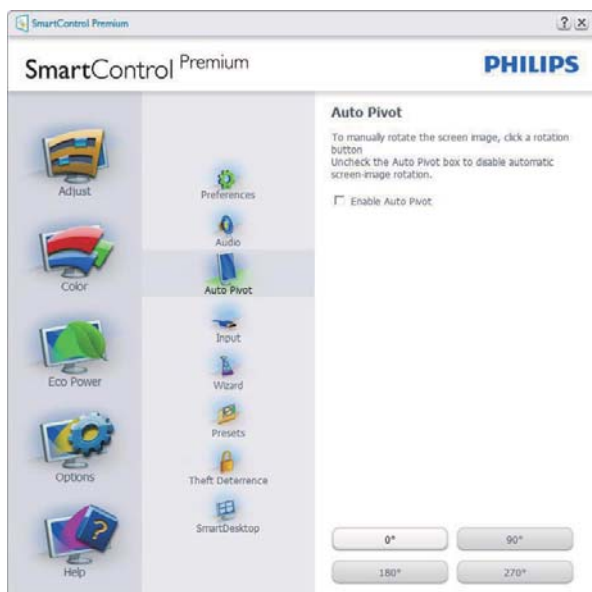 SmartControl Premium
? x
SmartControl Premium
PHILIPS
Adjust
Color
Eco Power
Options
Help
Preferences
Audio
Auto Pivot
Input
Wizard
Presets
Theft Deterrence
SmartDesktop
Auto Pivot
To manually rotate the screen image, click a rotation
button
Uncheck the Auto Pivot box to disable automatic
screen-image rotation.
Enable Auto Pivot
0°
90°
180°
270°